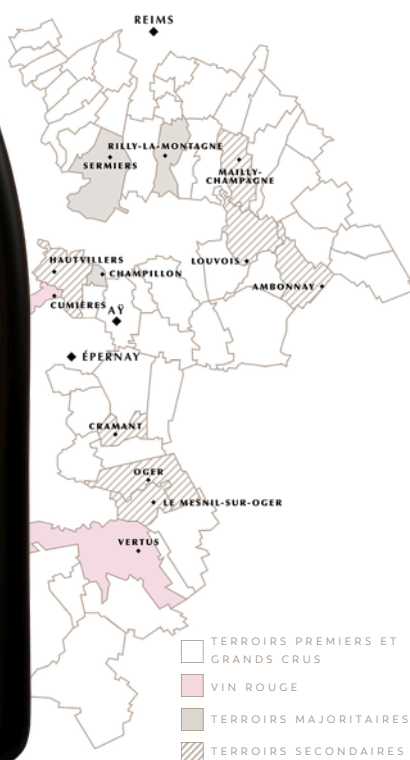 REIMS
RILLY-LA-MONTAGNE
SERMIERS
MAILLY-
CHAMPAGNE
HAUTVILLERS
LOUVOIS
CHAMPILLON
AMBONNAY
CUMIÈRES
AŸ
ÉPERNAY
CRAMANT
OGER
LE MESNIL-SUR-OGER
VERTUS
TERROIRS PREMIERS ET
GRANDS CRUS
VIN ROUGE
TERROIRS MAJORITAIRES
TERROIRS SECONDAIRES